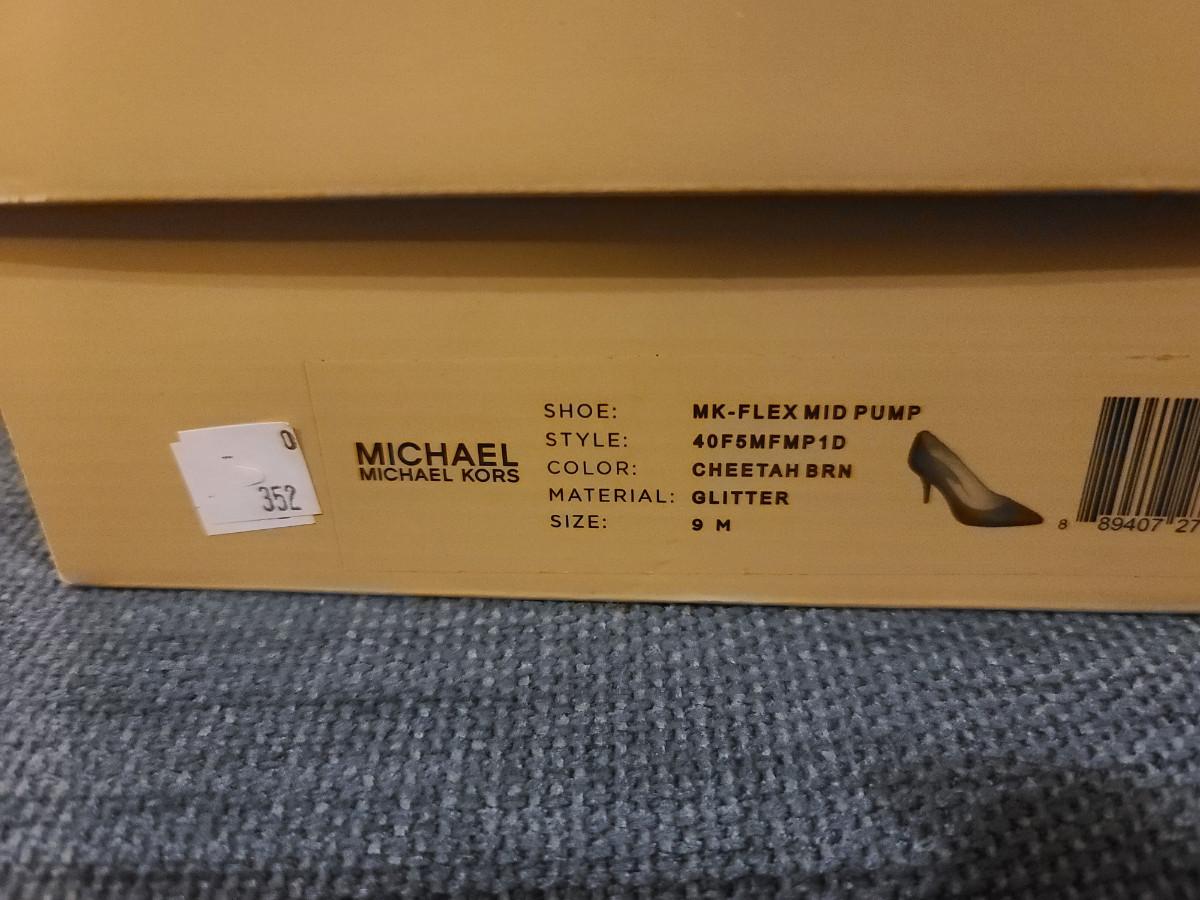 0
352
MICHAEL
MICHAEL KORS
SHOE: MK-FLEX MID PUMP
STYLE: 40F5MFMP1D
COLOR: CHEETAH BRN
MATERIAL: GLITTER
SIZE: 9 M
8 89407 27